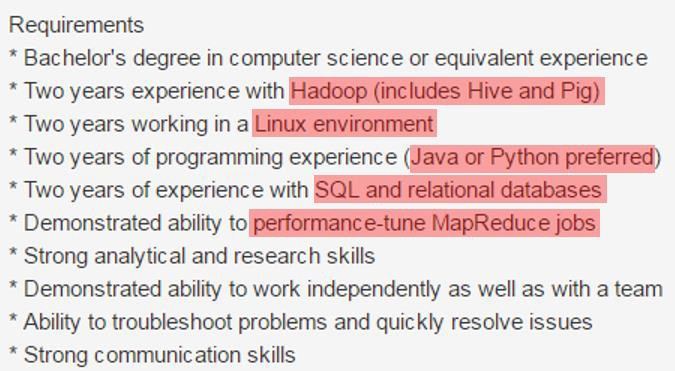 Requirements
* Bachelor's degree in computer science or equivalent experience
* Two years experience with Hadoop (includes Hive and Pig)
* Two years working in a Linux environment
* Two years of programming experience (Java or Python preferred)
* Two years of experience with SQL and relational databases
* Demonstrated ability to performance-tune MapReduce jobs
* Strong analytical and research skills
* Demonstrated ability to work independently as well as with a team
* Ability to troubleshoot problems and quickly resolve issues
* Strong communication skills